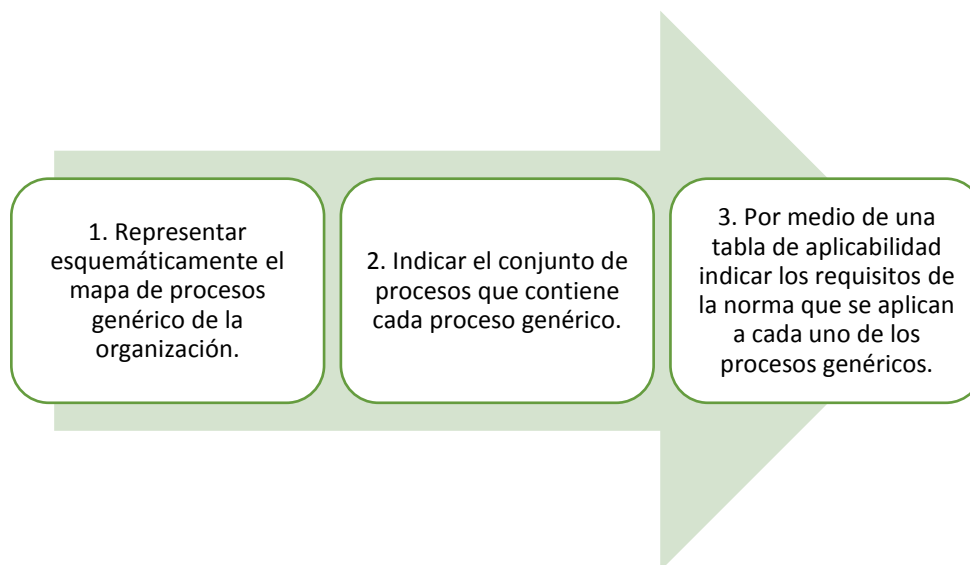 1. Representar
esquemáticamente el
mapa de procesos
genérico de la
organización.
2. Indicar el conjunto de
procesos que contiene
cada proceso genérico.
3. Por medio de una
tabla de aplicabilidad
indicar los requisitos de
la norma que se aplican
a cada uno de los
procesos genéricos.